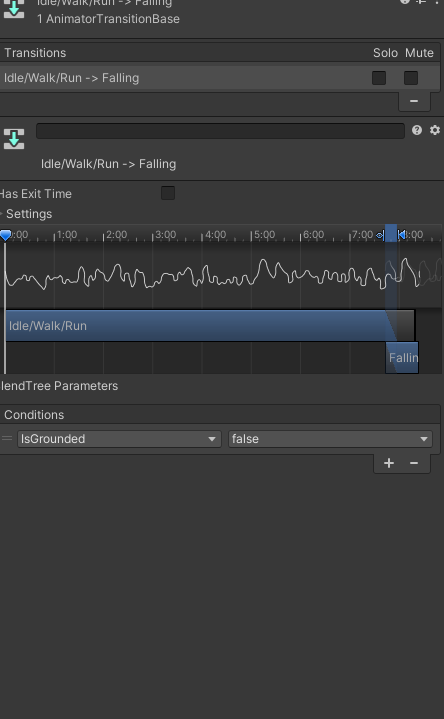 Idle/Walk/Run -> Falling
1 AnimatorTransitionBase
Transitions Solo Mute
Idle/Walk/Run -> Falling
Idle/Walk/Run -> Falling
Has Exit Time
Settings
:00 1:00 2:00 3:00 4:00 5:00 6:00 7:00 8:00
Idle/Walk/Run
Fallin
lendTree Parameters
Conditions
IsGrounded false